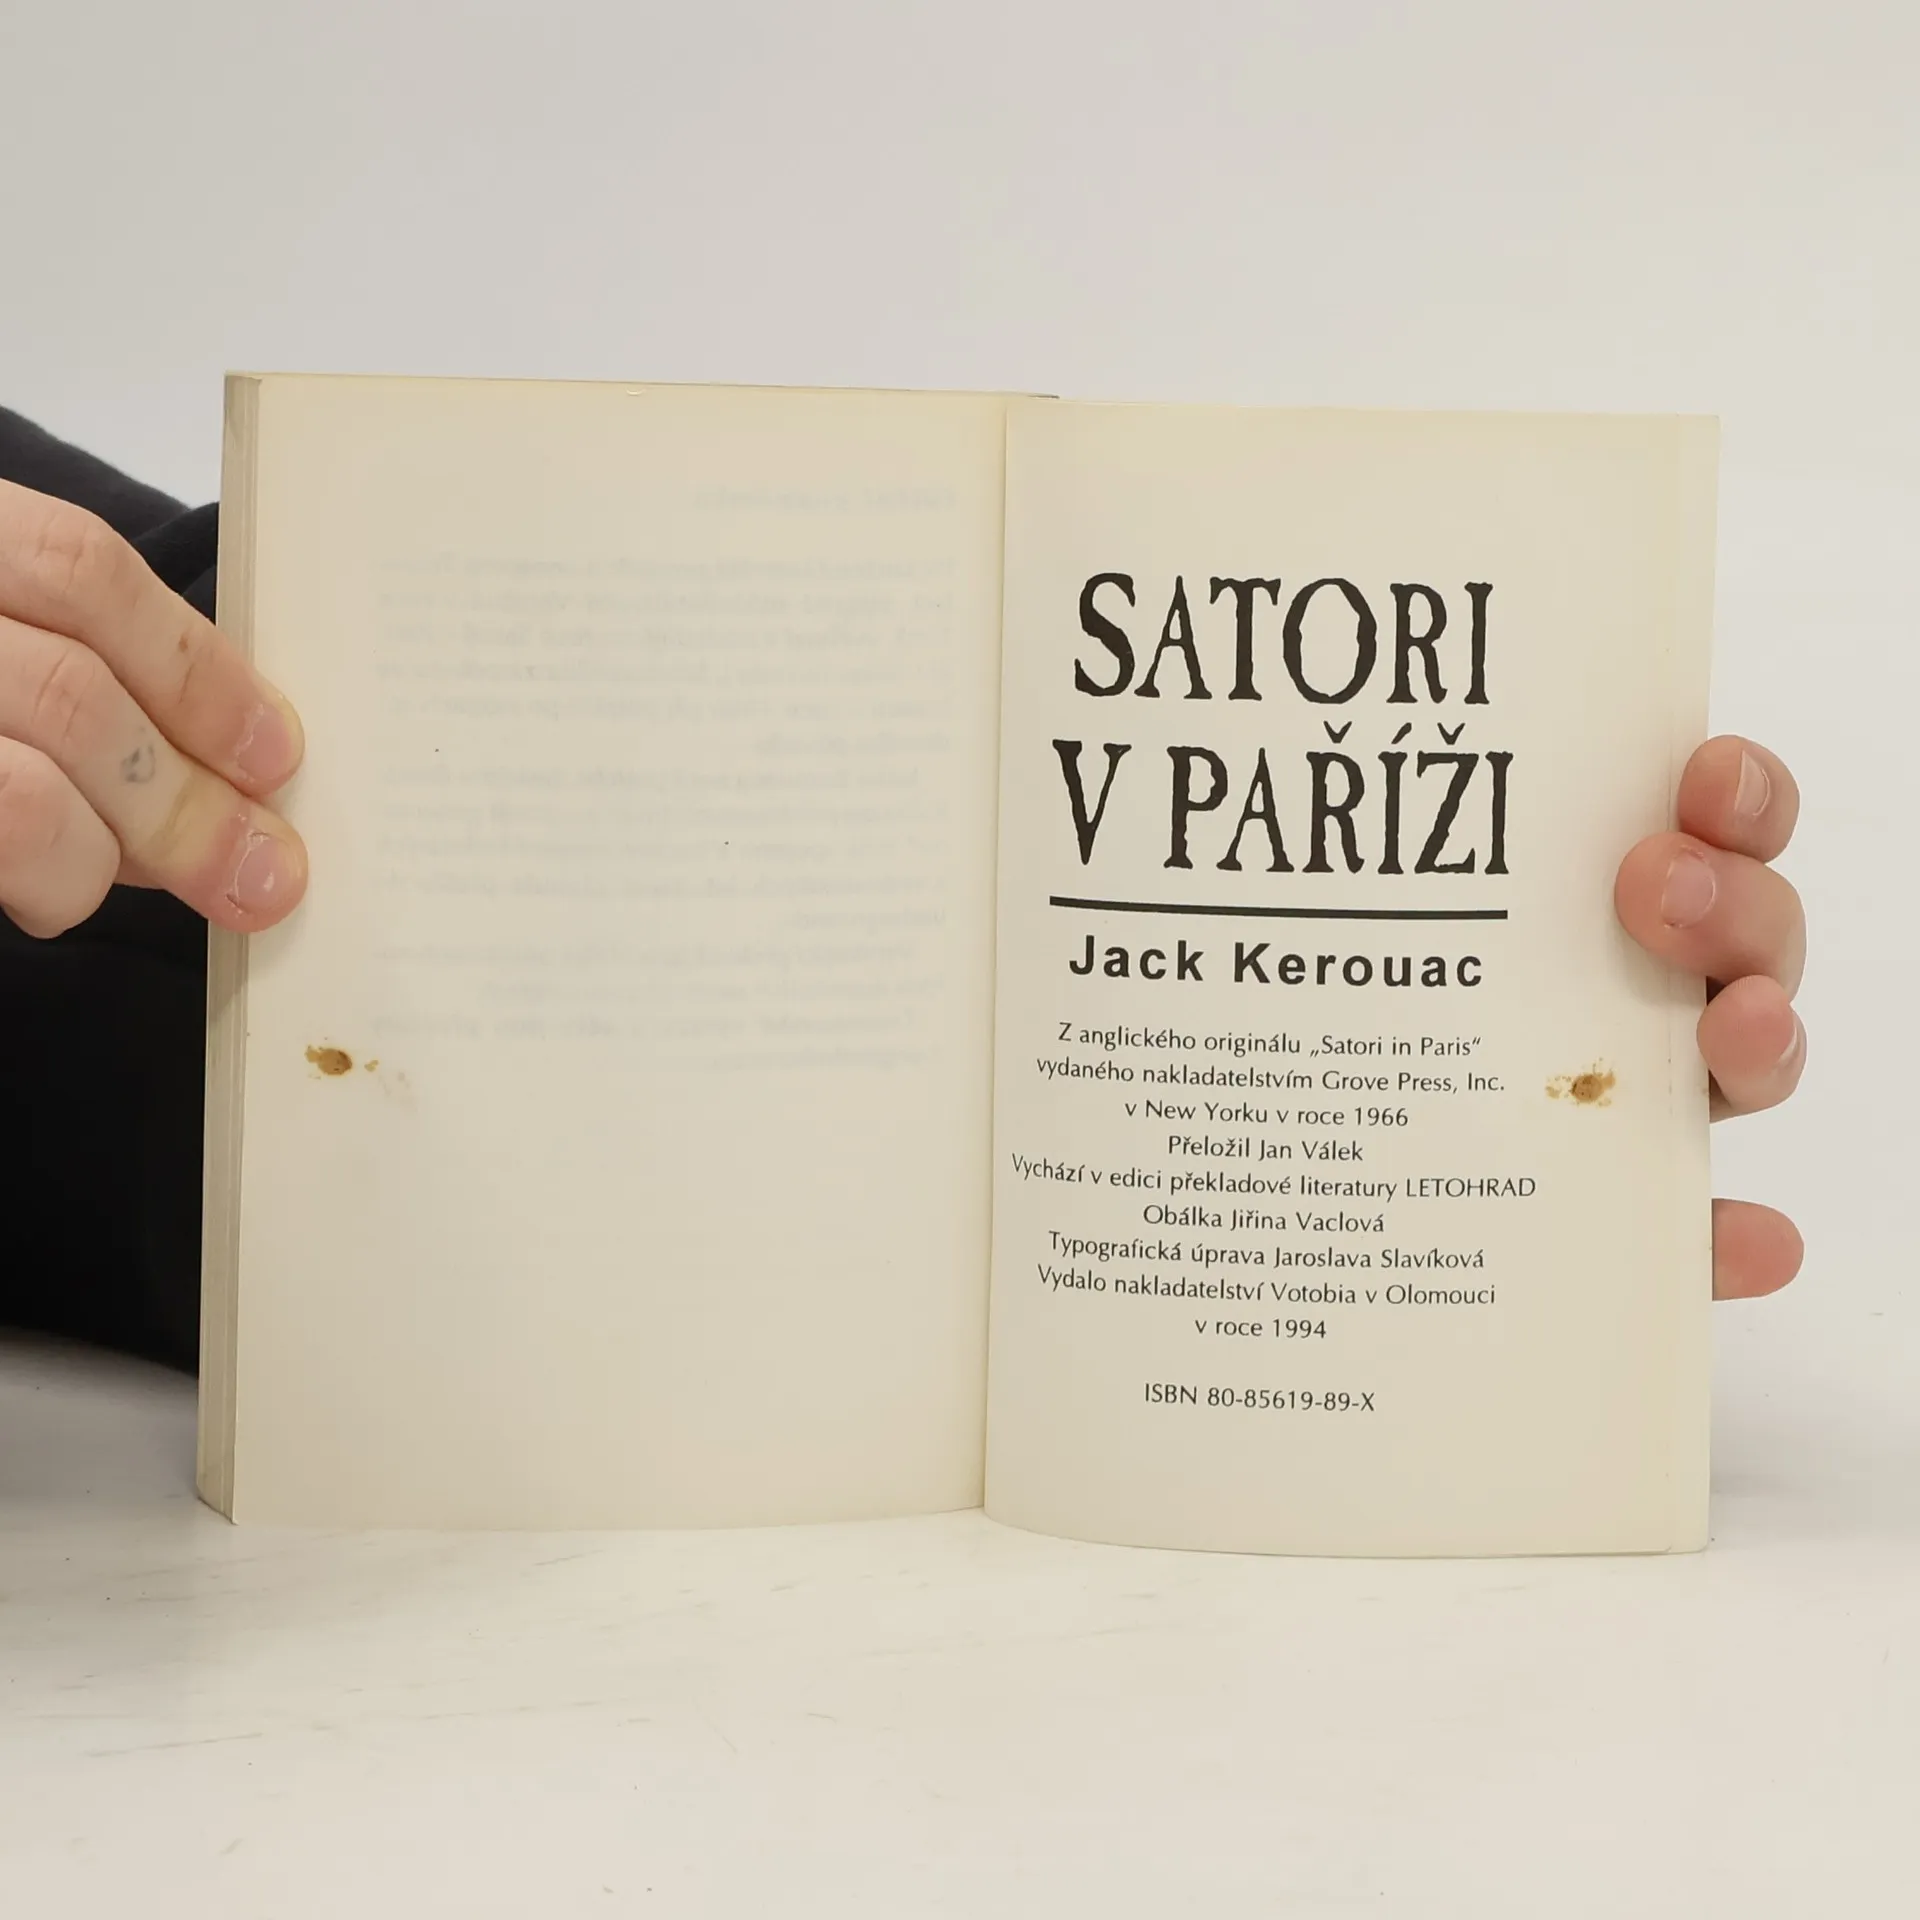 SATORI
V PAŘÍŽI
Jack Kerouac
Z anglického originálu „Satori in Paris“
vydaného nakladatelstvím Grove Press, Inc.
v New Yorku v roce 1966
Přeložil Jan Válek
Vychází v edici překladové literatury LETOHRAD
Obálka Jiřina Vaclová
Typografická úprava Jaroslava Slavíková
Vydalo nakladatelství Votobia v Olomouci
v roce 1994
ISBN 80-85619-89-X